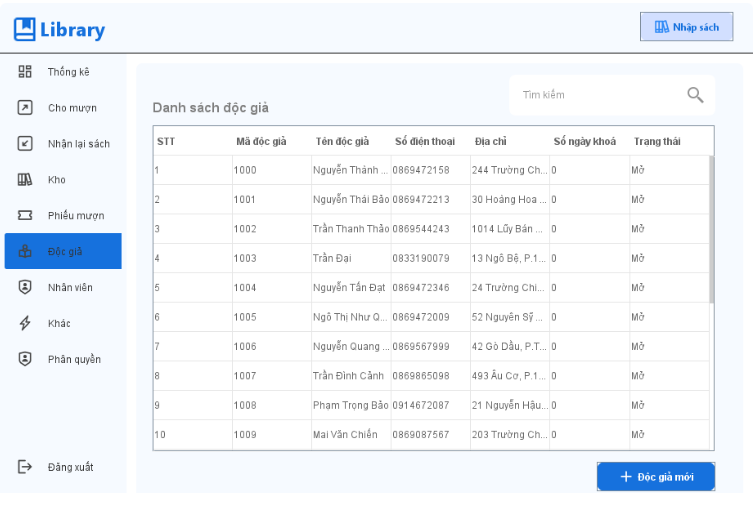 Library
Nhập sách
Thống kê
Cho mượn
Nhận lại sách
Kho
Phiếu mượn
Độc giả
Nhân viên
Khác
Phân quyền
Đăng xuất
Danh sách độc giả
Tìm kiếm
STT Mã độc giả Tên độc giả Số điện thoại Địa chỉ Số ngày khoá Trạng thái
1 1000 Nguyễn Thánh ... 0869472158 244 Trường Ch... 0 Mở
2 1001 Nguyễn Thái Bảo 0869472213 30 Hoàng Hoa ... 0 Mở
3 1002 Trần Thanh Thảo 0869544243 1014 Lũy Bán ... 0 Mở
4 1003 Trần Đại 0833190079 13 Ngô Bệ, P.1... 0 Mở
5 1004 Nguyễn Tấn Đạt 0869472346 24 Trường Chi... 0 Mở
6 1005 Ngô Thị Như Q... 0869472009 52 Nguyên Sỹ ... 0 Mở
7 1006 Nguyễn Quang ... 0869567999 42 Gò Dầu, P.T... 0 Mở
8 1007 Trần Đình Cảnh 0869865098 493 Âu Cơ, P.1... 0 Mở
9 1008 Phạm Trọng Bảo 0914672087 21 Nguyễn Hậu... 0 Mở
10 1009 Mai Văn Chiến 0869087567 203 Trường Ch... 0 Mở
+ Độc giả mới